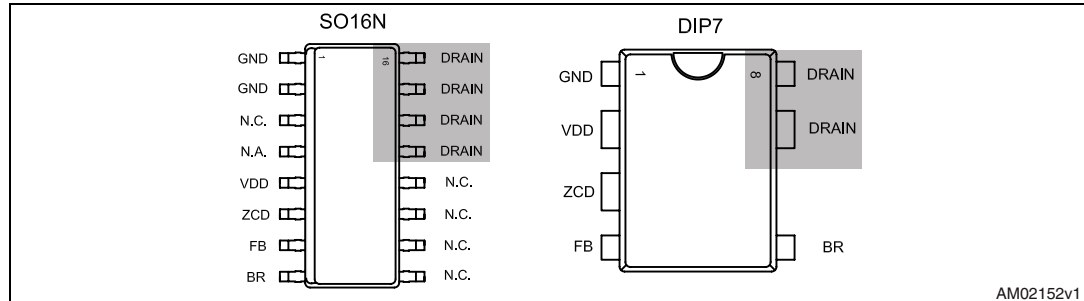 SO16N
GND 1 16 DRAIN
GND DRAIN
N.C. DRAIN
N.A. DRAIN
VDD N.C.
ZCD N.C.
FB N.C.
BR N.C.
DIP7
GND 1 8 DRAIN
VDD DRAIN
ZCD
FB BR
AM02152v1